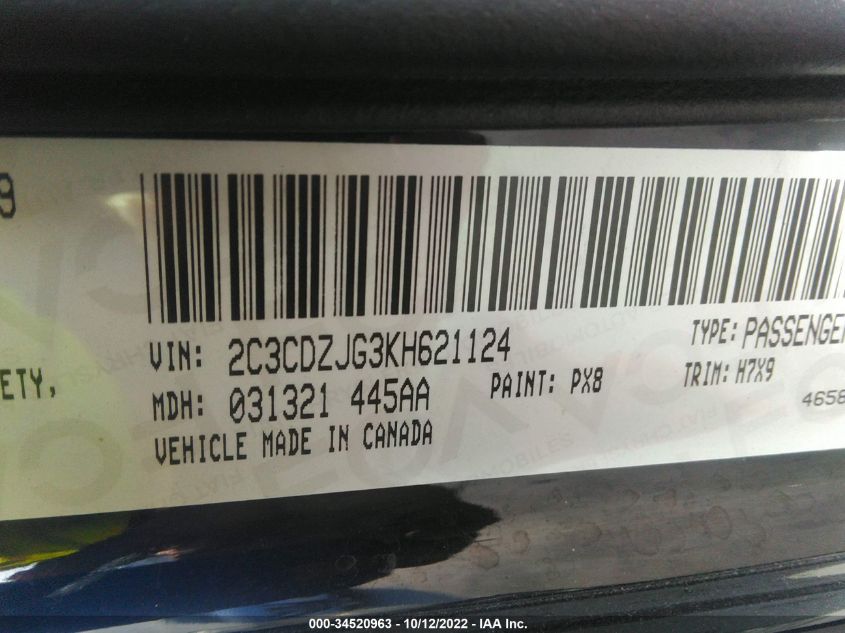 9
VIN: 2C3CDZJG3KH621124
TYPE: PASSENGER
ETY,
MDH: 031321 445AA
PAINT: PX8
TRIM: H7X9
VEHICLE MADE IN CANADA
4658
000-34520963 - 10/12/2022 - IAA Inc.